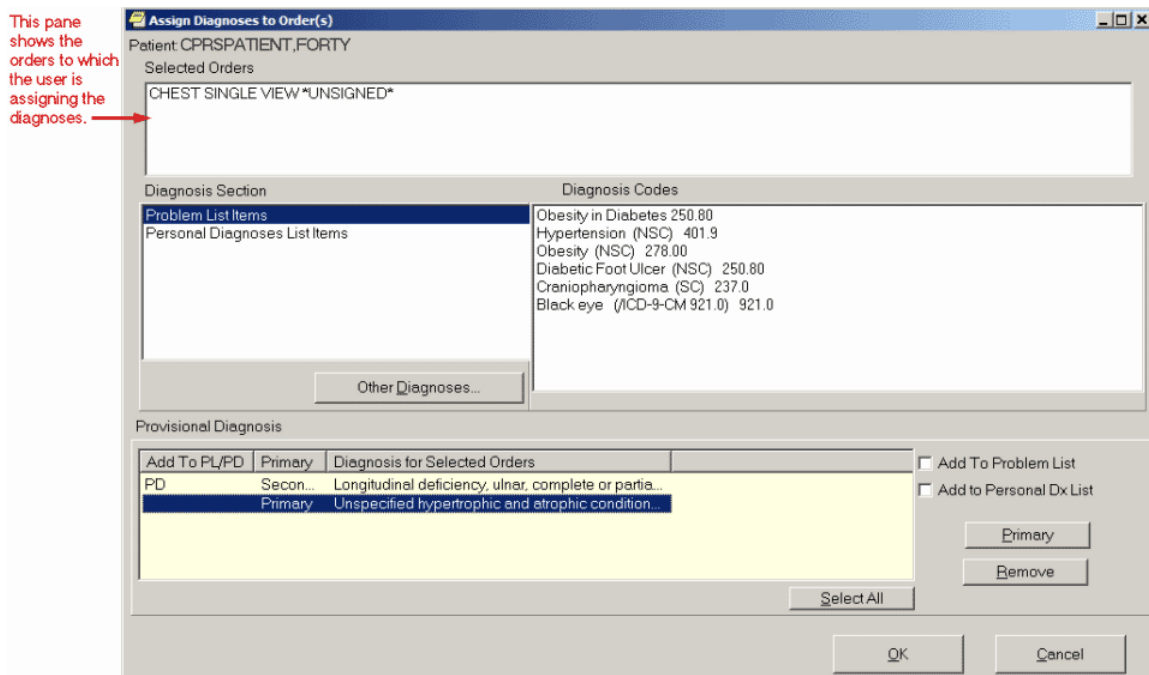 This pane
shows the
orders to which
the user is
assigning the
diagnoses.
Assign Diagnoses to Order(s)
Patient: CPRSPATIENT,FORTY
Selected Orders
CHEST SINGLE VIEW *UNSIGNED*
Diagnosis Section
Diagnosis Codes
Problem List Items
Personal Diagnoses List Items
Obesity in Diabetes 250.80
Hypertension (NSC) 401.9
Obesity (NSC) 278.00
Diabetic Foot Ulcer (NSC) 250.80
Craniopharyngioma (SC) 237.0
Black eye (/ICD-9-CM 921.0) 921.0
Other Diagnoses...
Provisional Diagnosis
Add To PL/PD Primary Diagnosis for Selected Orders
PD Secon... Longitudinal deficiency, ulnar, complete or partia...
Primary Unspecified hypertrophic and atrophic condition...
Add To Problem List
Add to Personal Dx List
Primary
Remove
Select All
OK Cancel